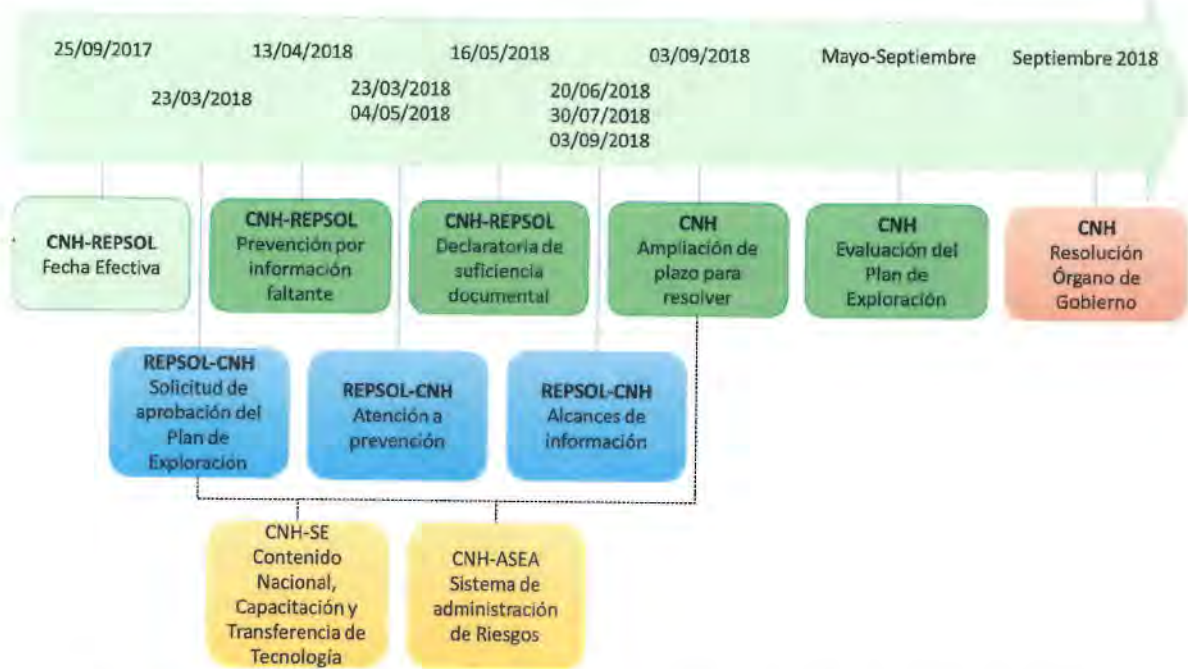 25/09/2017
13/04/2018
16/05/2018
03/09/2018
Mayo-Septiembre
Septiembre 2018
23/03/2018
23/03/2018
04/05/2018
20/06/2018
30/07/2018
03/09/2018
CNH-REPSOL
Fecha Efectiva
CNH-REPSOL
Prevención por
información
faltante
CNH-REPSOL
Declaratoria de
suficiencia
documental
CNH
Ampliación de
plazo para
resolver
CNH
Evaluación del
Plan de
Exploración
CNH
Resolución
Órgano de
Gobierno
REPSOL-CNH
Solicitud de
aprobación del
Plan de
Exploración
REPSOL-CNH
Atención a
prevención
REPSOL-CNH
Alcances de
información
CNH-SE
Contenido
Nacional,
Capacitación y
Transferencia de
Tecnología
CNH-ASEA
Sistema de
administración
de Riesgos